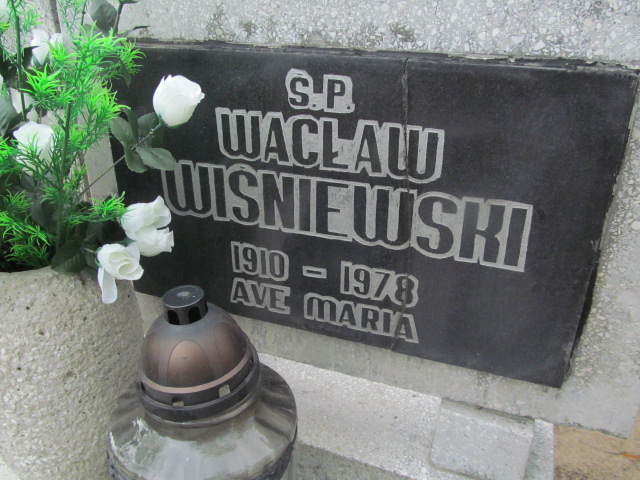 S.P.
WACŁAW
WIŚNIEWSKI
1910 - 1978
AVE MARIA